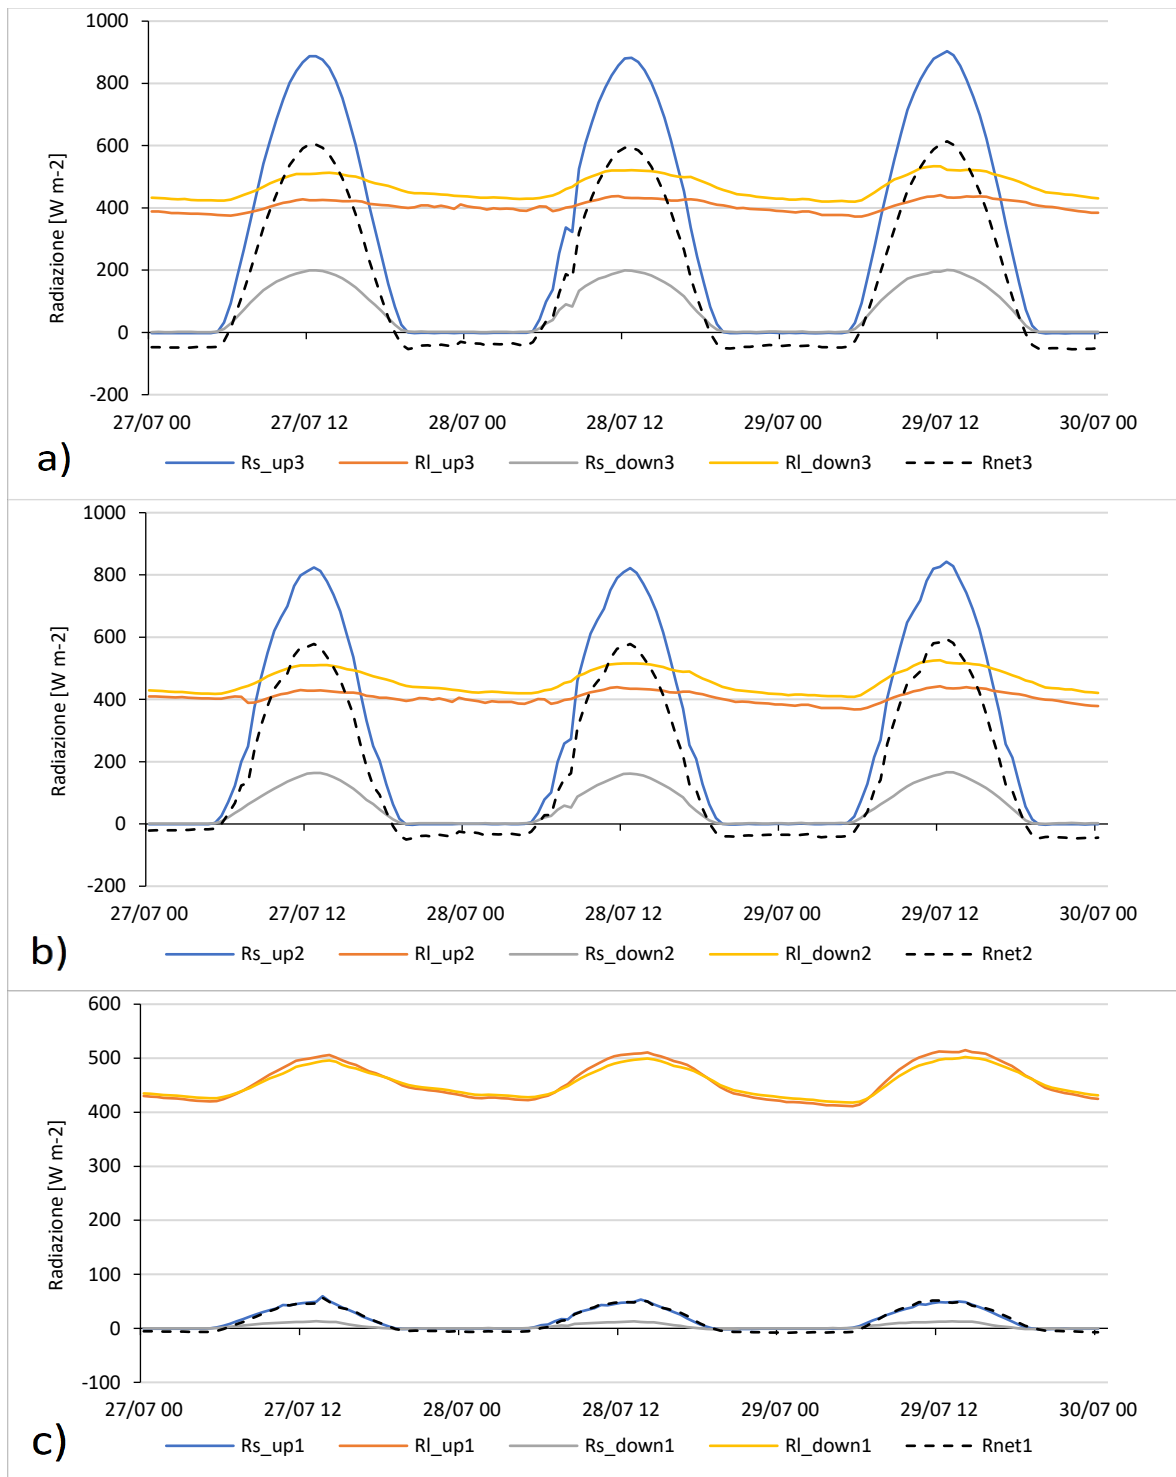 1000
800
600
400
200
0
-200
Radiazione [W m-2]
27/07 00 27/07 12 28/07 00 28/07 12 29/07 00 29/07 12 30/07 00
a) Rs_up3 Rl_up3 Rs_down3 Rl_down3 Rnet3
1000
800
600
400
200
0
-200
Radiazione [W m-2]
27/07 00 27/07 12 28/07 00 28/07 12 29/07 00 29/07 12 30/07 00
b) Rs_up2 Rl_up2 Rs_down2 Rl_down2 Rnet2
600
500
400
300
200
100
0
-100
Radiazione [W m-2]
27/07 00 27/07 12 28/07 00 28/07 12 29/07 00 29/07 12 30/07 00
c) Rs_up1 Rl_up1 Rs_down1 Rl_down1 Rnet1